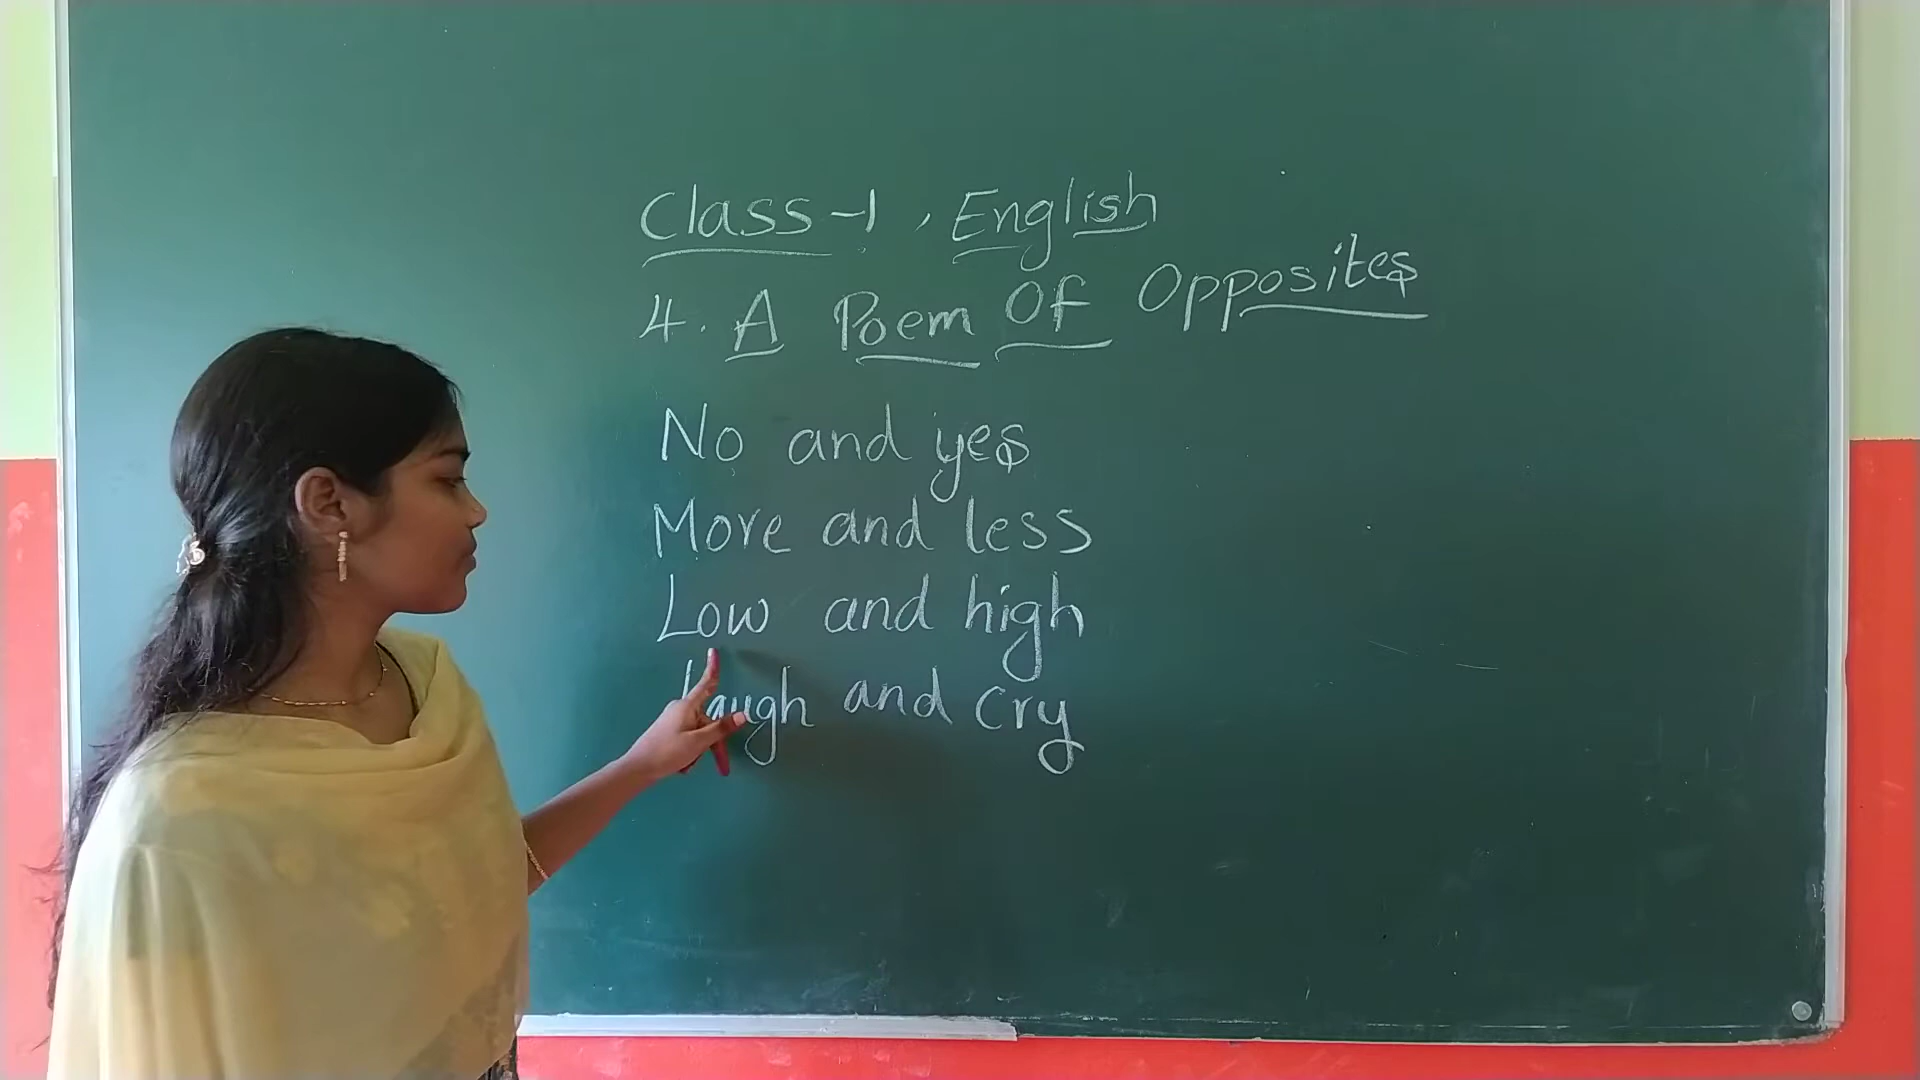 Class-1, English
4. A Poem Of Opposites
No and yes
More and less
Low and high
Laugh and cry